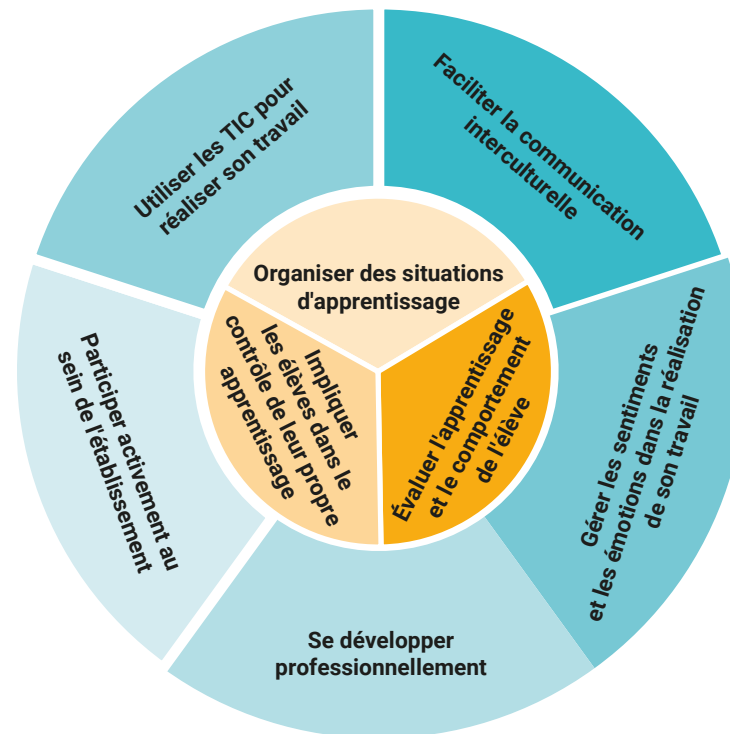 Utiliser les TIC pour
réaliser son travail
Faciliter la communication
interculturelle
Organiser des situations
d'apprentissage
Impliquer
les élèves dans le
contrôle de leur propre
apprentissage
Évaluer l'apprentissage
et le comportement
de l'élève
Participer activement au
sein de l'établissement
Gérer les sentiments
et les émotions dans la réalisation
de son travail
Se développer
professionnellement